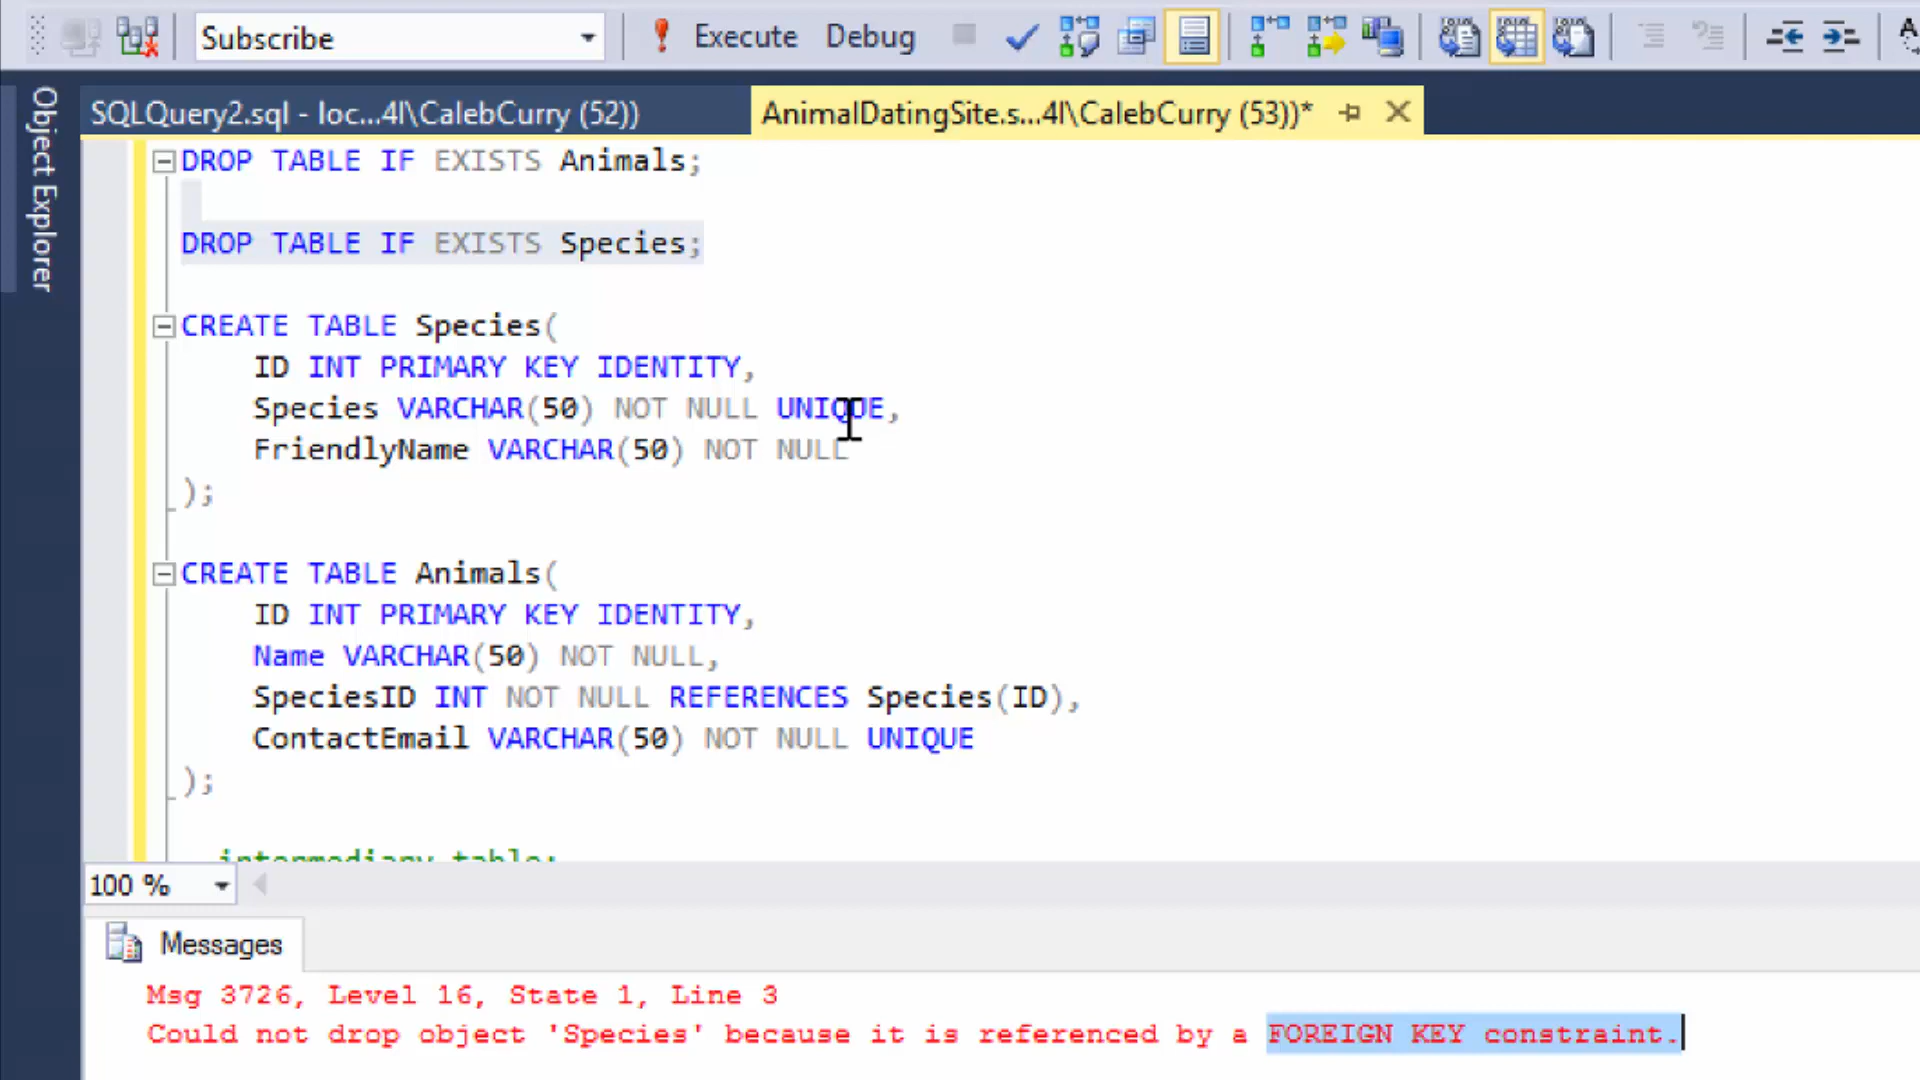 Subscribe
Execute
Debug
Object Explorer
SQLQuery2.sql - loc...4l\CalebCurry (52))
AnimalDatingSite.s...4l\CalebCurry (53))*
DROP TABLE IF EXISTS Animals;
DROP TABLE IF EXISTS Species;
CREATE TABLE Species(
ID INT PRIMARY KEY IDENTITY,
Species VARCHAR(50) NOT NULL UNIQUE,
FriendlyName VARCHAR(50) NOT NULL
);
CREATE TABLE Animals(
ID INT PRIMARY KEY IDENTITY,
Name VARCHAR(50) NOT NULL,
SpeciesID INT NOT NULL REFERENCES Species(ID),
ContactEmail VARCHAR(50) NOT NULL UNIQUE
);
intermediary table:
100 %
Messages
Msg 3726, Level 16, State 1, Line 3
Could not drop object 'Species' because it is referenced by a FOREIGN KEY constraint.